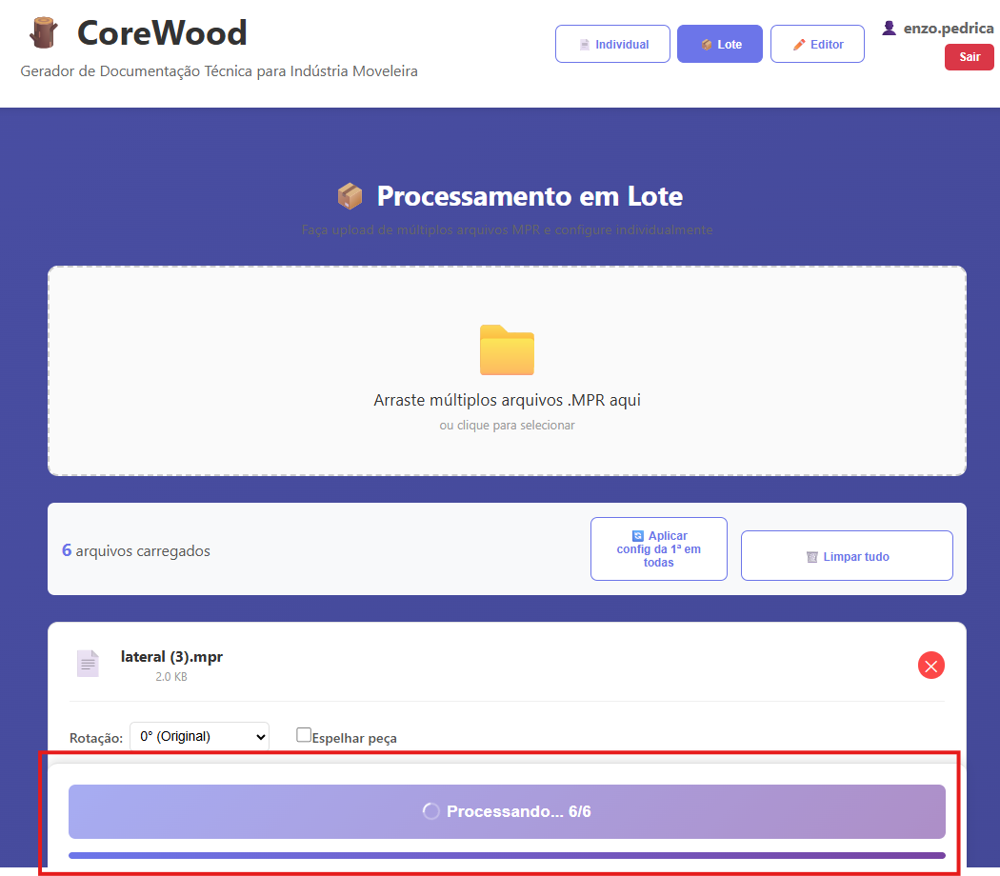 CoreWood
Gerador de Documentação Técnica para Indústria Moveleira
Individual
Lote
Editor
enzo.pedrica
Sair
Processamento em Lote
Faça upload de múltiplos arquivos MPR e configure individualmente
Arraste múltiplos arquivos .MPR aqui
ou clique para selecionar
6 arquivos carregados
Aplicar
config da 1ª em
todas
Limpar tudo
lateral (3).mpr
2.0 KB
Rotação: 0° (Original) Espelhar peça
Processando... 6/6